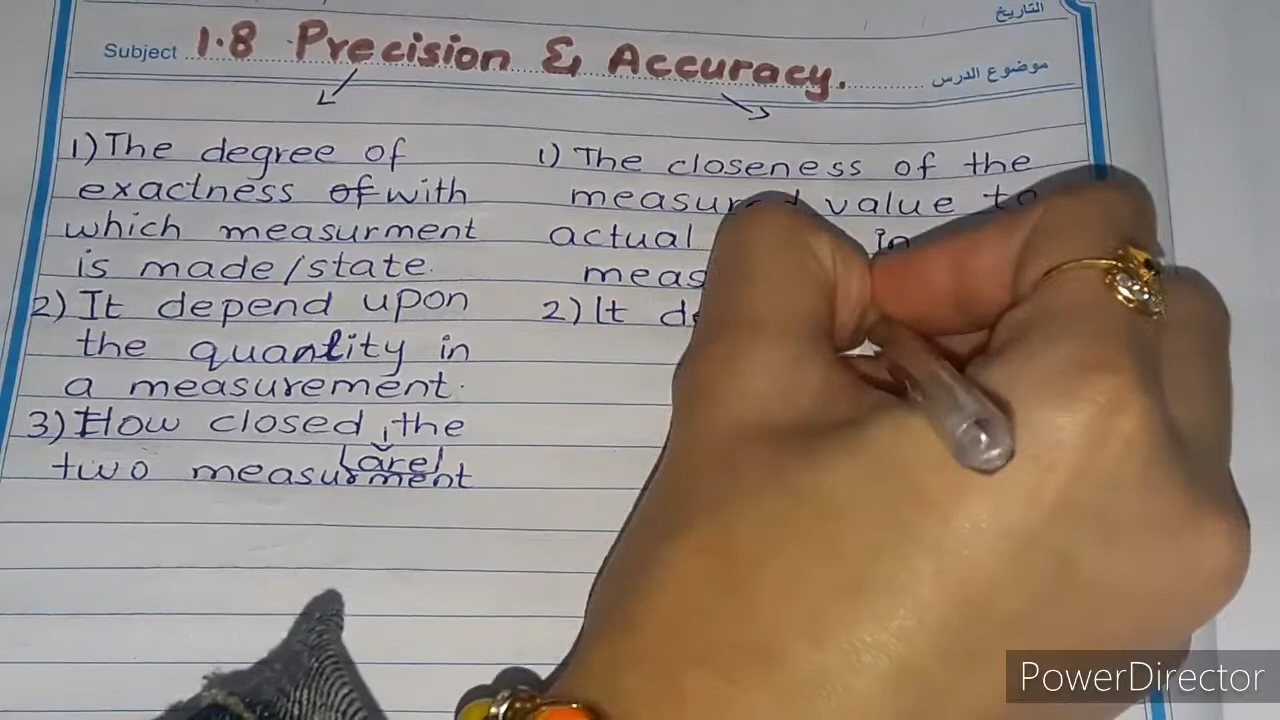 التاريخ
Subject 1.8 Precision & Accuracy. موضوع الدرس
1) The degree of
exactness of with
which measurment
is made/state.
2) It depend upon
the quantity in
a measurement.
3) How closed the
(are)
two measurment
1) The closeness of the
measured value to
actual in
2) It
PowerDirector